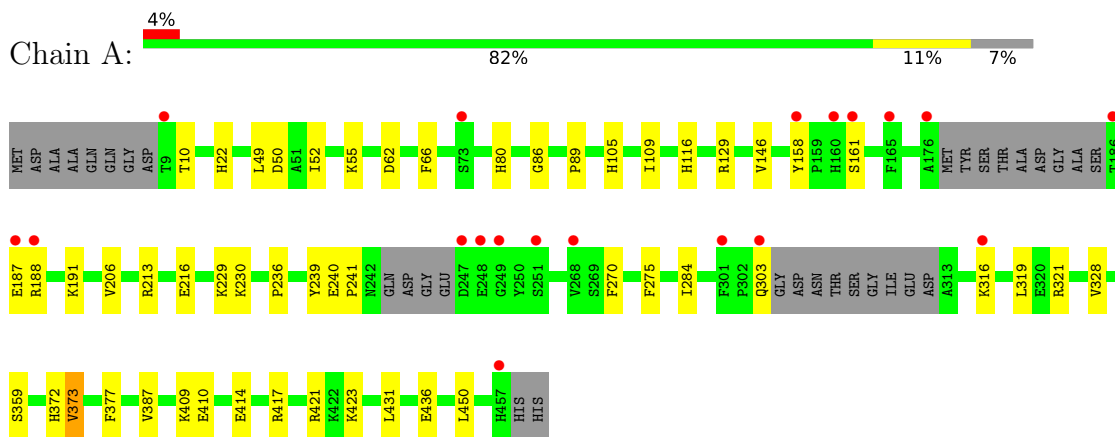 4%
Chain A:
82% 11% 7%
MET ASP ALA ALA GLN GLN GLY ASP T9 T10 H22 L49 D50 A51 I52 K55 D62 F66 S73 H80 G86 P89 H105 I109 H116 R129 V146 Y158 P159 H160 S161 F165 A176 MET TYR SER THR ALA ASP GLY ALA SER T186
E187 R188 K191 V206 R213 E216 K229 K230 P236 Y239 E240 P241 N242 GLN ASP GLY GLU D247 E248 G249 Y250 S251 V268 S269 F270 F275 I284 F301 P302 Q303 GLY ASP ASN THR SER GLY ILE GLU ASP A313 K316 L319 E320 R321 V328
S359 H372 V373 F377 V387 K409 E410 E414 R417 R421 K422 K423 L431 E436 L450 H457 HIS HIS